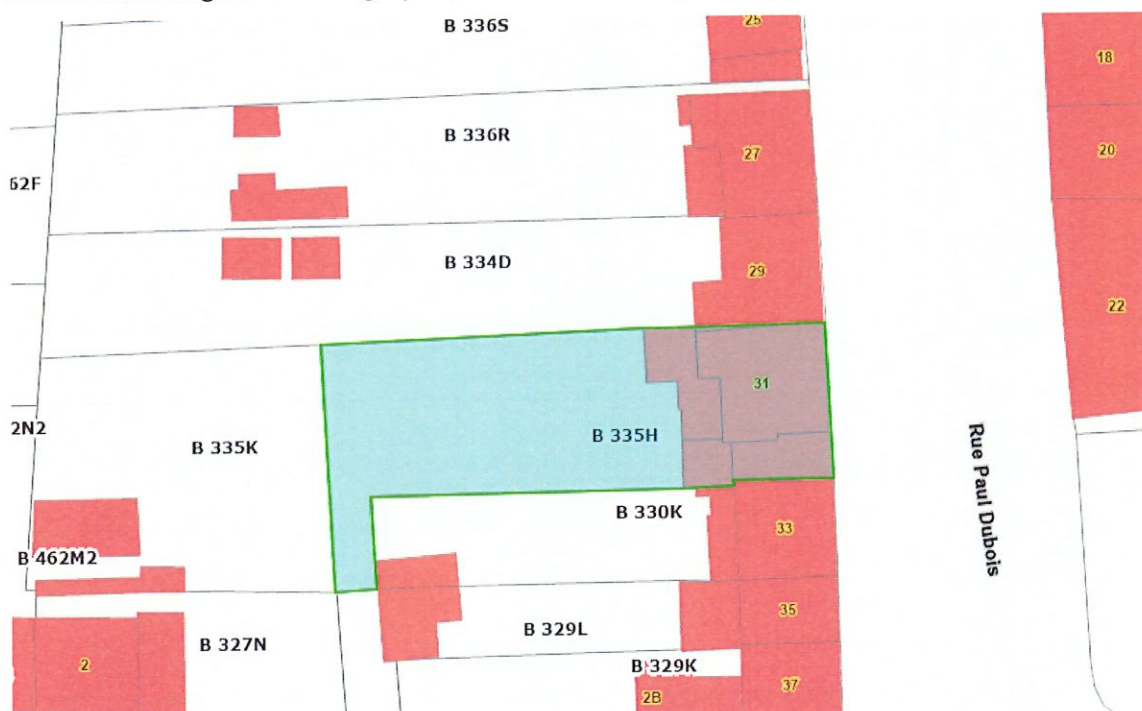 B 336S
25
18
B 336R
27
20
62F
B 334D
29
22
31
2N2
B 335K
B 335H
Rue Paul Dubois
B 330K
33
B 462M2
35
B 329L
B 327N
2
B 329K
2B
37